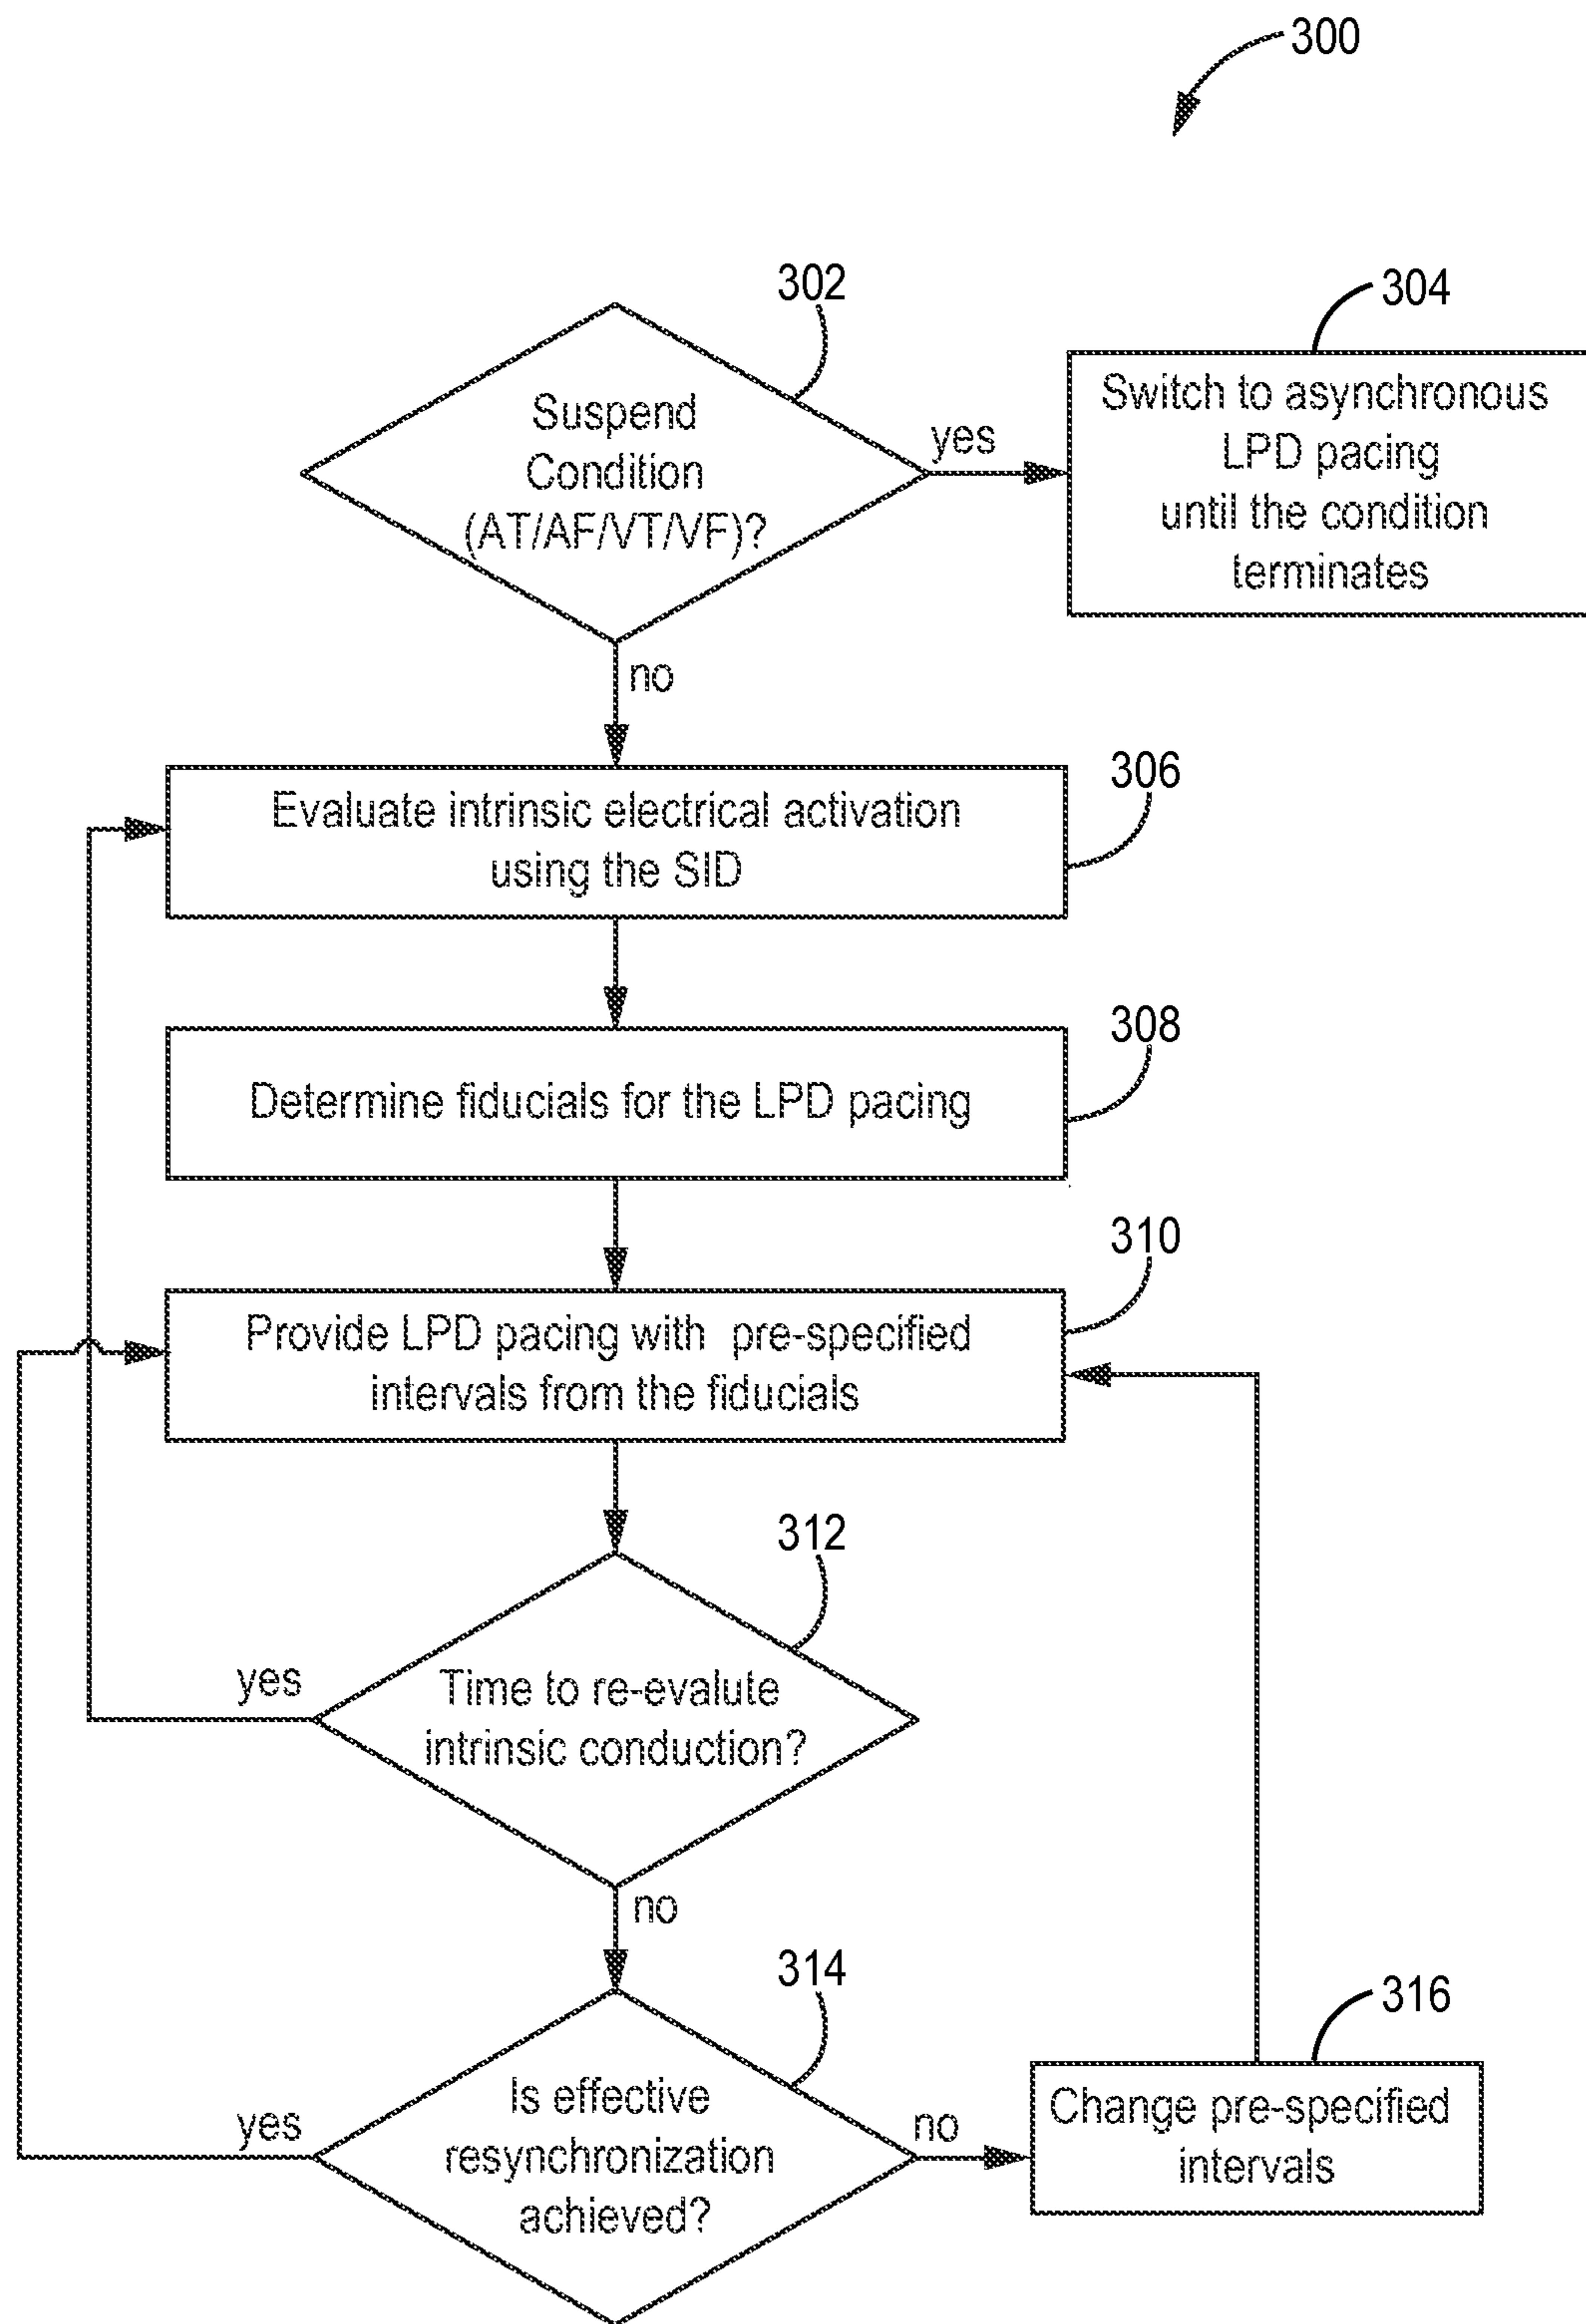 300
302
Suspend
Condition
(AT/AF/VT/VF)?
yes
304
Switch to asynchronous
LPD pacing
until the condition
terminates
no
306
Evaluate intrinsic electrical activation
using the SID
308
Determine fiducials for the LPD pacing
310
Provide LPD pacing with pre-specified
intervals from the fiducials
312
yes
Time to re-evalute
intrinsic conduction?
no
314
316
yes
Is effective
resynchronization
achieved?
no
Change pre-specified
intervals